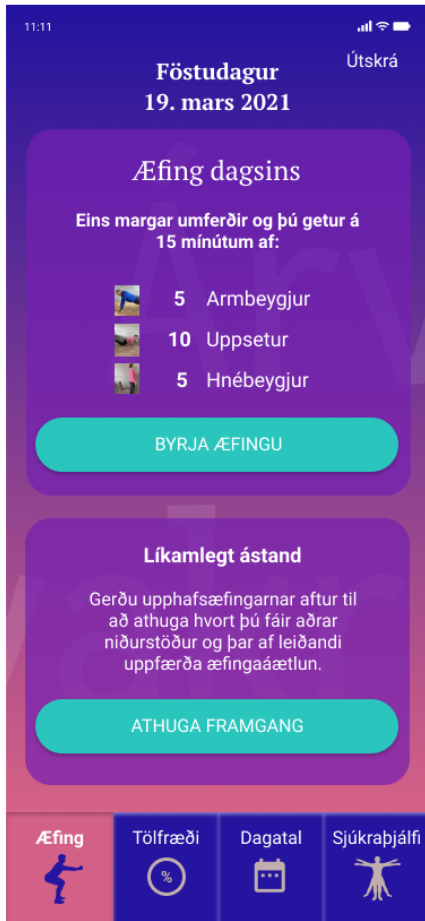 11:11
Útskrá
Föstudagur
19. mars 2021
Æfing dagsins
Eins margar umferðir og þú getur á
15 mínútum af:
5 Armbeygjur
10 Uppsetur
5 Hnébeygjur
BYRJA ÆFINGU
Líkamlegt ástand
Gerðu upphafsæfingarnar aftur til
að athuga hvort þú fáir aðrar
niðurstöður og þar af leiðandi
uppfærða æfingaáætlun.
ATHUGA FRAMGANG
Æfing
Tölfræði
Dagatal
Sjúkraþjálfi
%
Árv
vakr